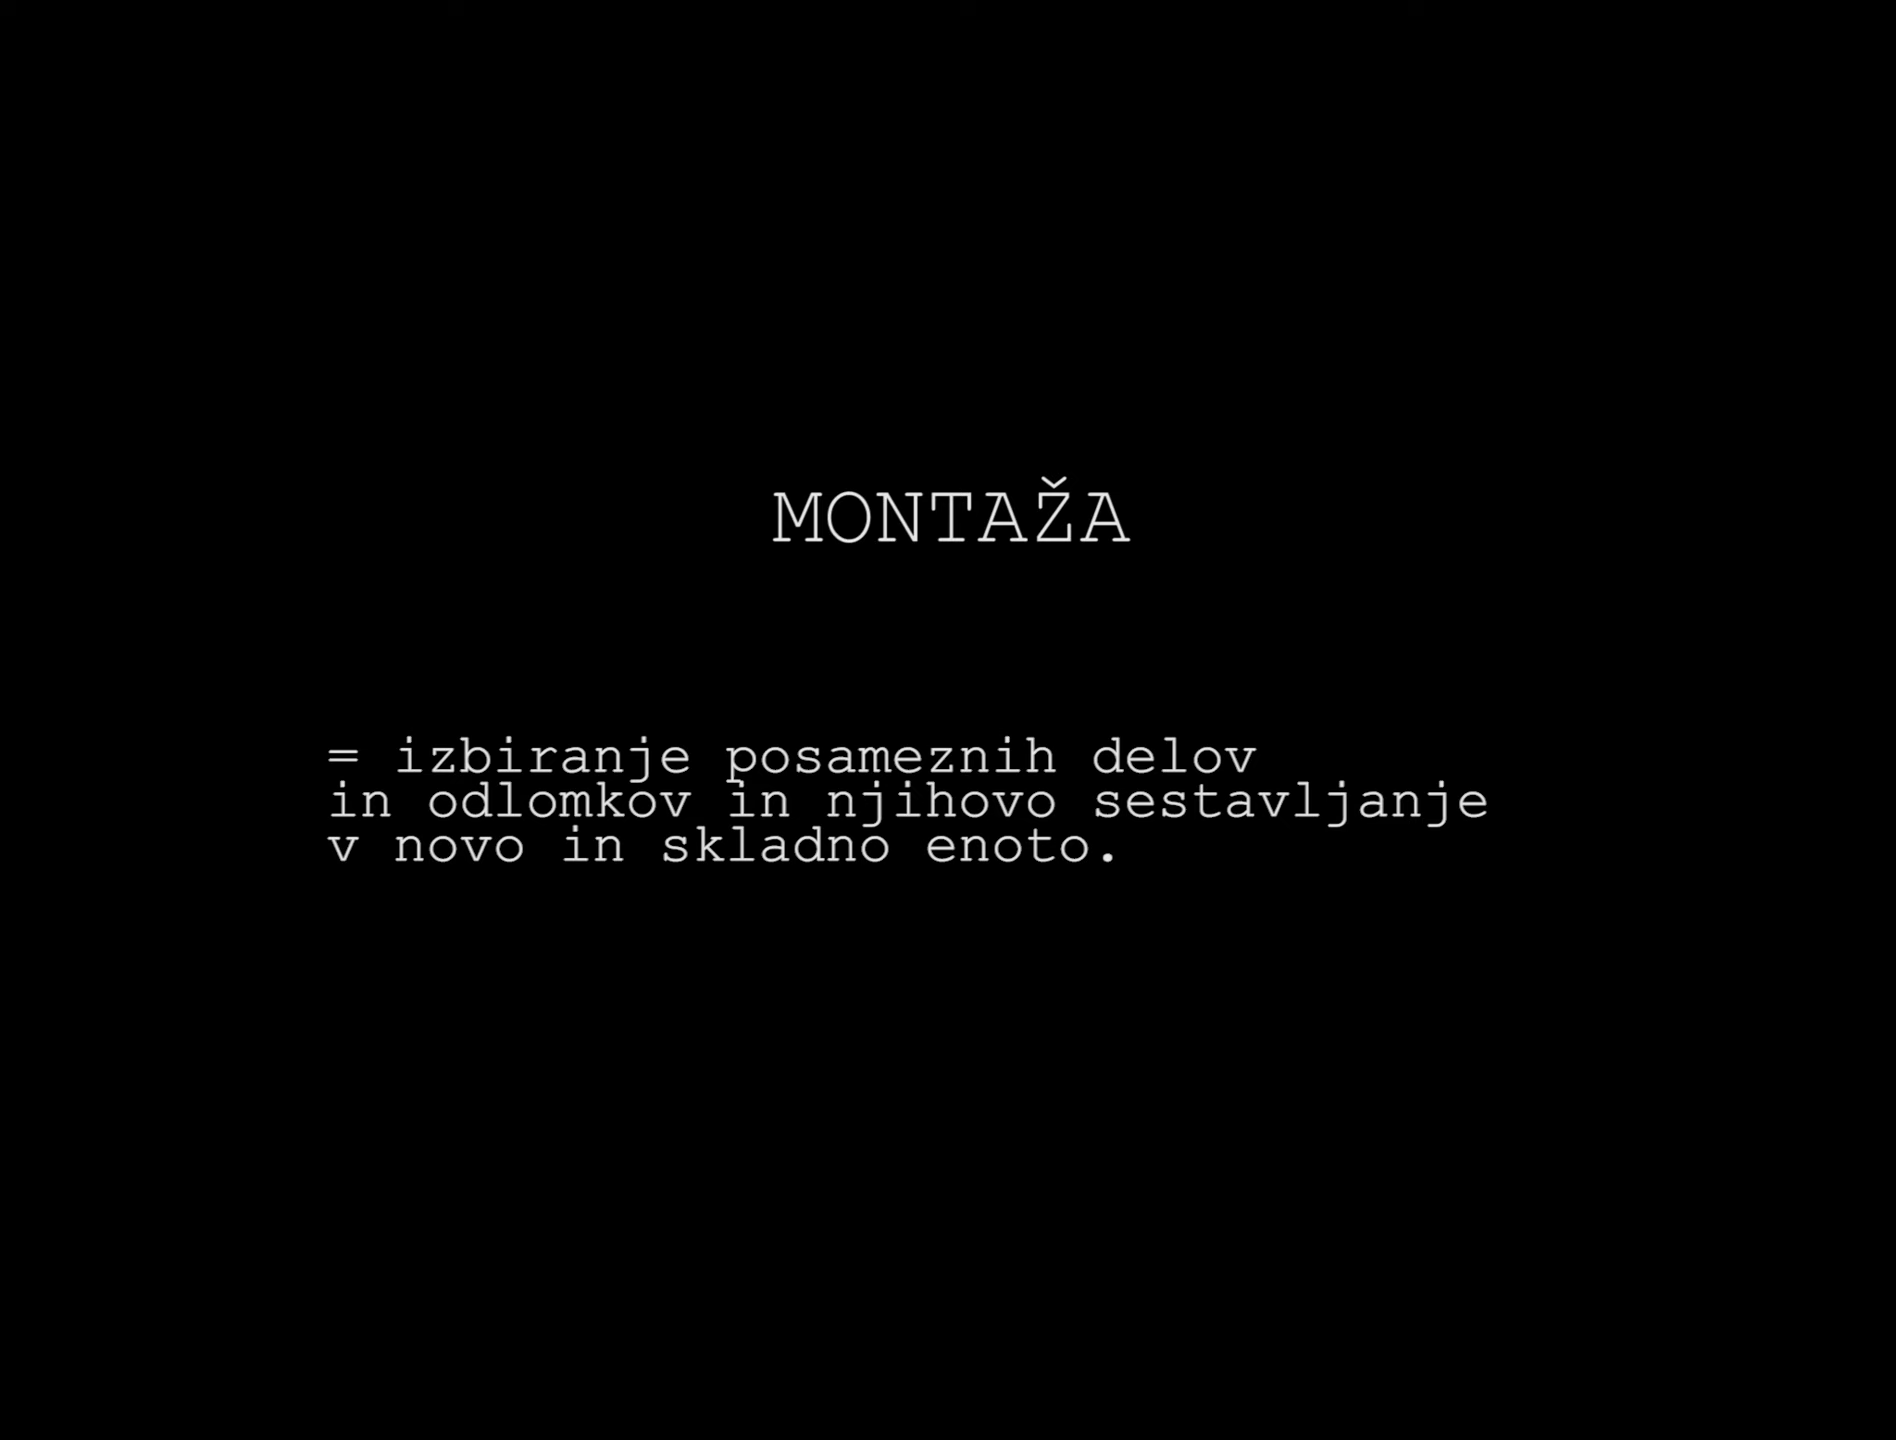 MONTAŽA
= izbiranje posameznih delov
in odlomkov in njihovo sestavljanje
v novo in skladno enoto.